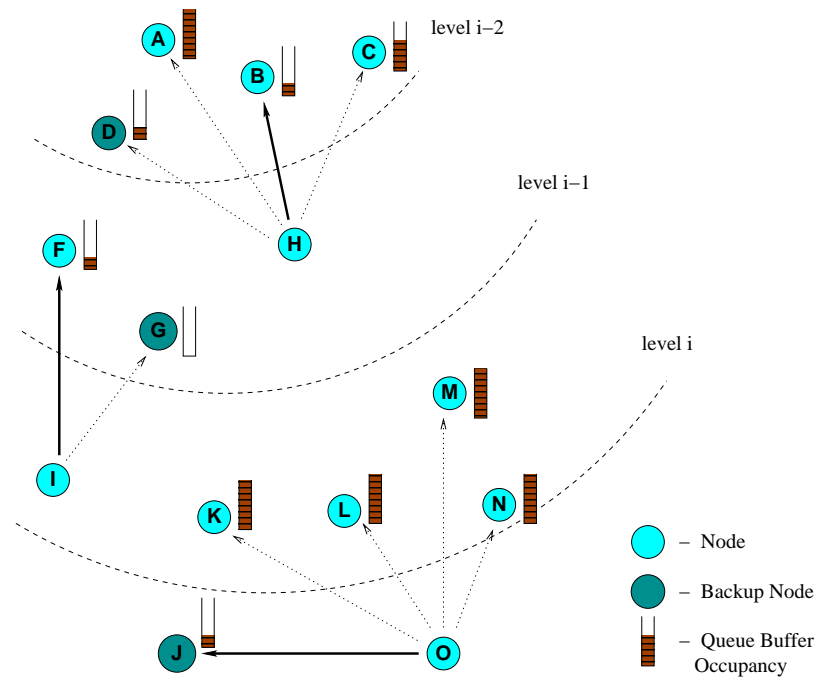 A
B
C
level i−2
D
level i−1
F
H
G
level i
M
I
K
L
N
− Node
− Backup Node
− Queue Buffer
Occupancy
J
O